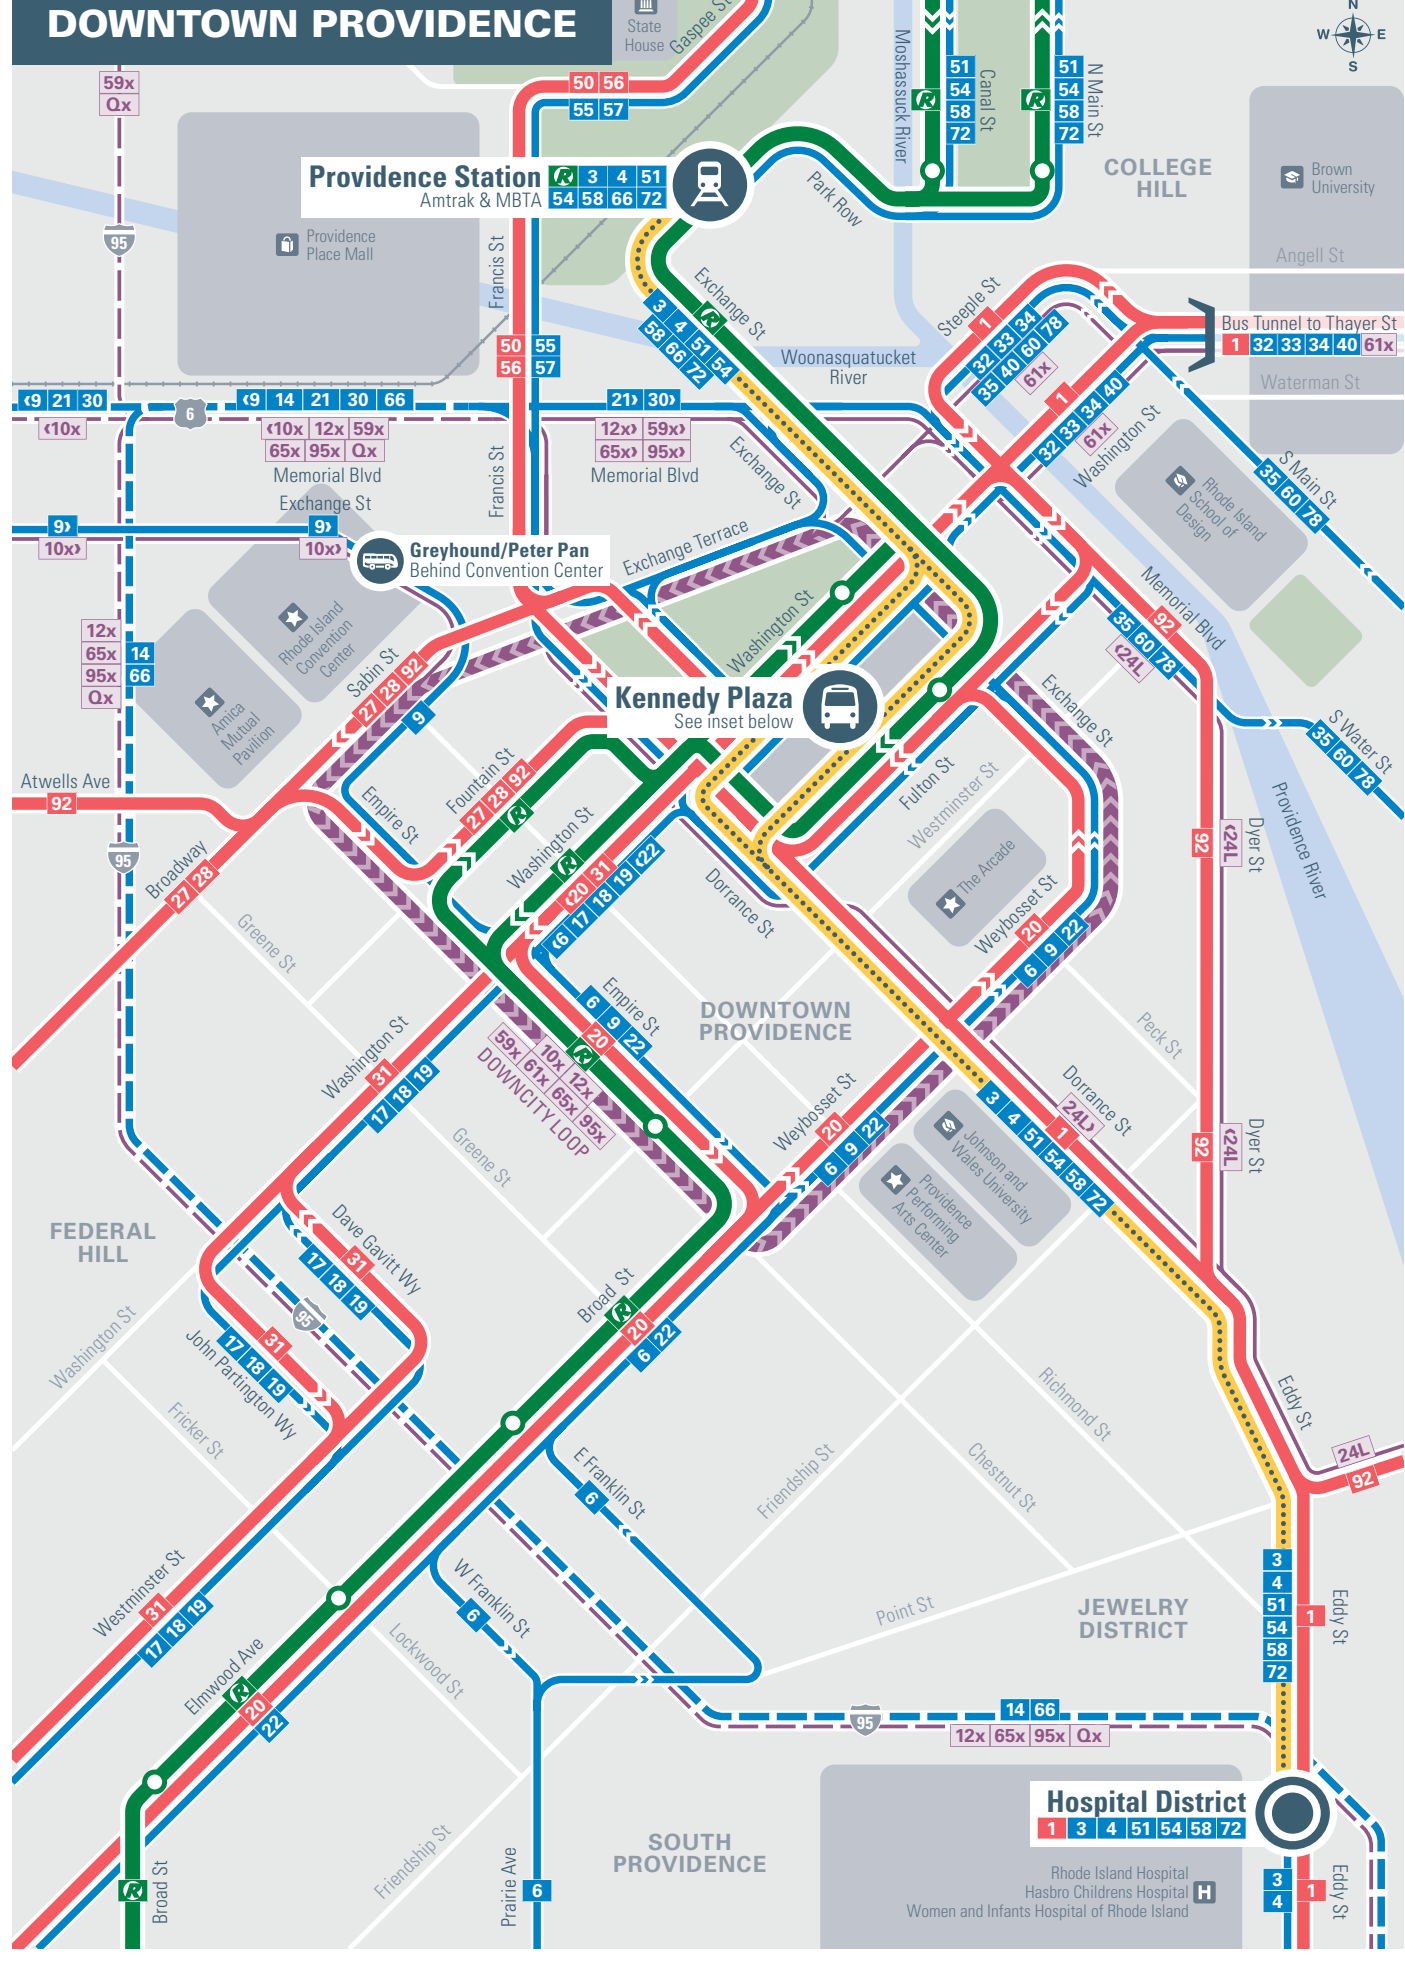 DOWNTOWN PROVIDENCE
State
House
Gaspee St
N
W E
S
59x
Qx
50 56
55 57
Moshassuck River
51
54
58
72
Canal St
51
54
58
72
N Main St
R
R
COLLEGE
HILL
Brown
University
Providence Station
Amtrak & MBTA
R 3 4 51
54 58 66 72
Park Row
95
Providence
Place Mall
Francis St
Angell St
Exchange St
R
3 4 51 54
58 66 72
Steeple St
1
32 33 34
35 40 60 78
61x
Bus Tunnel to Thayer St
1 32 33 34 40 61x
Woonasquatucket
River
50 55
56 57
Waterman St
‹9 21 30
‹10x
6
‹9 14 21 30 66
‹10x 12x 59x
65x 95x Qx
Memorial Blvd
21› 30›
12x› 59x›
65x› 95x›
Memorial Blvd
1
32 33 34 40
61x
Washington St
Exchange St
Francis St
S Main St
35 60 78
Rhode Island
School of
Design
Exchange St
9›
10x›
9›
10x›
Greyhound/Peter Pan
Behind Convention Center
Exchange Terrace
Washington St
Memorial Blvd
92
35 60 78
‹24L
12x
65x
95x
Qx
14
66
Rhode Island
Convention
Center
Sabin St
27 28 92
9
Amica
Mutual
Pavilion
Kennedy Plaza
See inset below
Exchange St
S Water St
35 60 78
Atwells Ave
92
Fountain St
27 28 92
R
Empire St
Fulton St
Westminster St
Providence River
95
Broadway
27 28
Washington St
R
‹20 31 ‹22
‹6 17 18 19
Dorrance St
The Arcade
92
‹24L
Dyer St
Weybosset St
20
6 9 22
Greene St
Empire St
6 9 22
20
R
DOWNTOWN
PROVIDENCE
Peck St
Washington St
31
17 18 19
10x 12x
59x 61x 65x 95x
DOWNCITY LOOP
Weybosset St
20
6 9 22
Dorrance St
24L›
1
3 4 51 54 58 72
92
‹24L
Dyer St
Greene St
Johnson and
Wales University
Providence
Performing
Arts Center
FEDERAL
HILL
Dave Gavitt Wy
31
17 18 19
Broad St
R
20
6 22
95
Washington St
31
17 18 19
John Partington Wy
Fricker St
Richmond St
Eddy St
E Franklin St
6
Friendship St
Chestnut St
24L
92
Westminster St
31
17 18 19
W Franklin St
6
3
4
51
54
58
72
1
Eddy St
Point St
JEWELRY
DISTRICT
Lockwood St
Elmwood Ave
R
20
22
95
14 66
12x 65x 95x Qx
Hospital District
1 3 4 51 54 58 72
SOUTH
PROVIDENCE
Friendship St
Prairie Ave
6
Broad St
R
Rhode Island Hospital
Hasbro Childrens Hospital
Women and Infants Hospital of Rhode Island
H
3
4
1
Eddy St